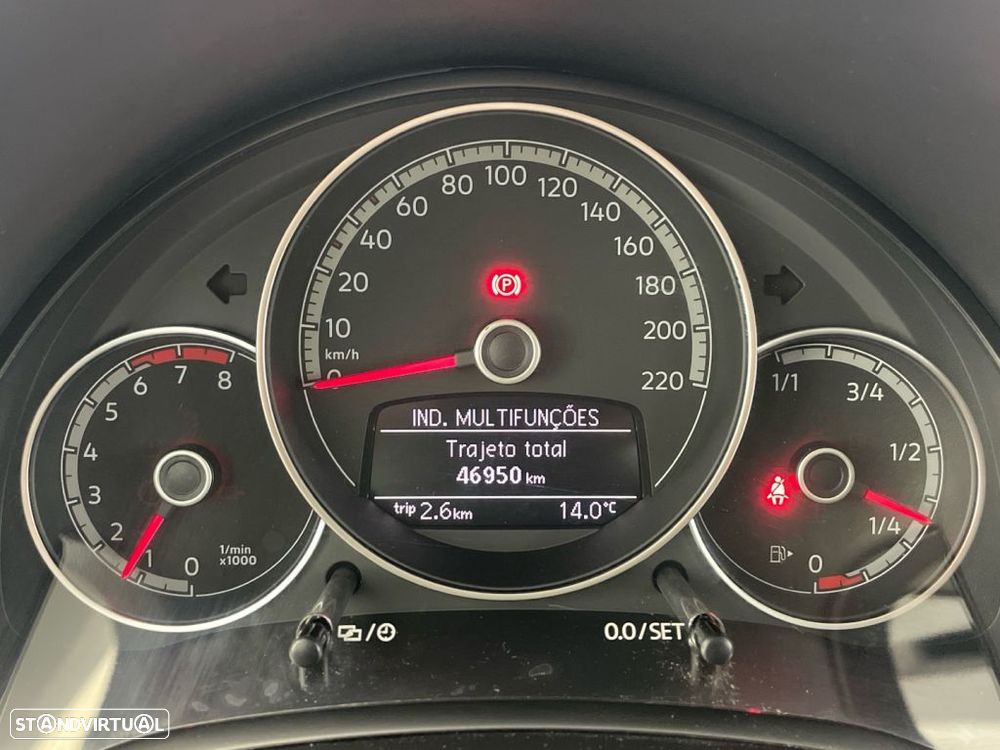 0 10 20 40 60 80 100 120 140 160 180 200 220
km/h
P
0 1 2 3 4 5 6 7 8
1/min
x1000
1/1 3/4 1/2 1/4 0
IND. MULTIFUNÇÕES
Trajeto total
46950 km
trip 2.6km 14.0°C
0.0/SET
STANDVIRTUAL